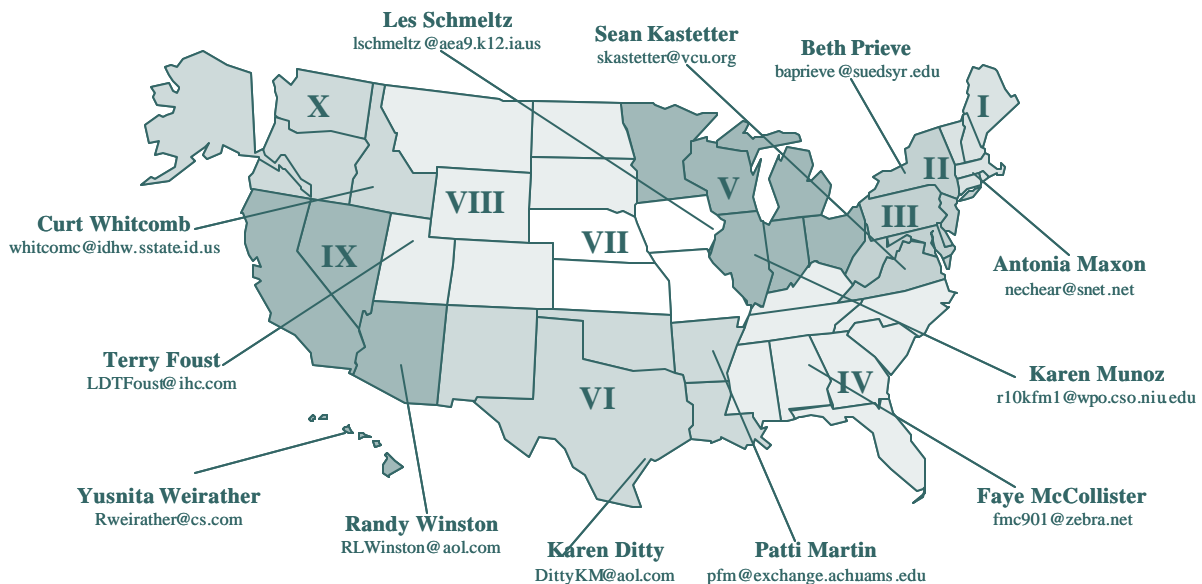 Les Schmeltz
lschmeltz@aea9.k12.ia.us
Sean Kastetter
skastetter@vcu.org
Beth Prieve
baprieve@suedsyr.edu
X
I
II
V
VIII
III
Curt Whitcomb
whitcomc@idhw.sstate.id.us
VII
IX
Antonia Maxon
nechear@snet.net
Terry Foust
LDTFoust@ihc.com
Karen Munoz
r10kfm1@wpo.cso.niu.edu
IV
VI
Yusnita Weirather
Rweirather@cs.com
Faye McCollister
fmc901@zebra.net
Randy Winston
RLWinston@aol.com
Karen Ditty
DittyKM@aol.com
Patti Martin
pfm@exchange.achuams.edu